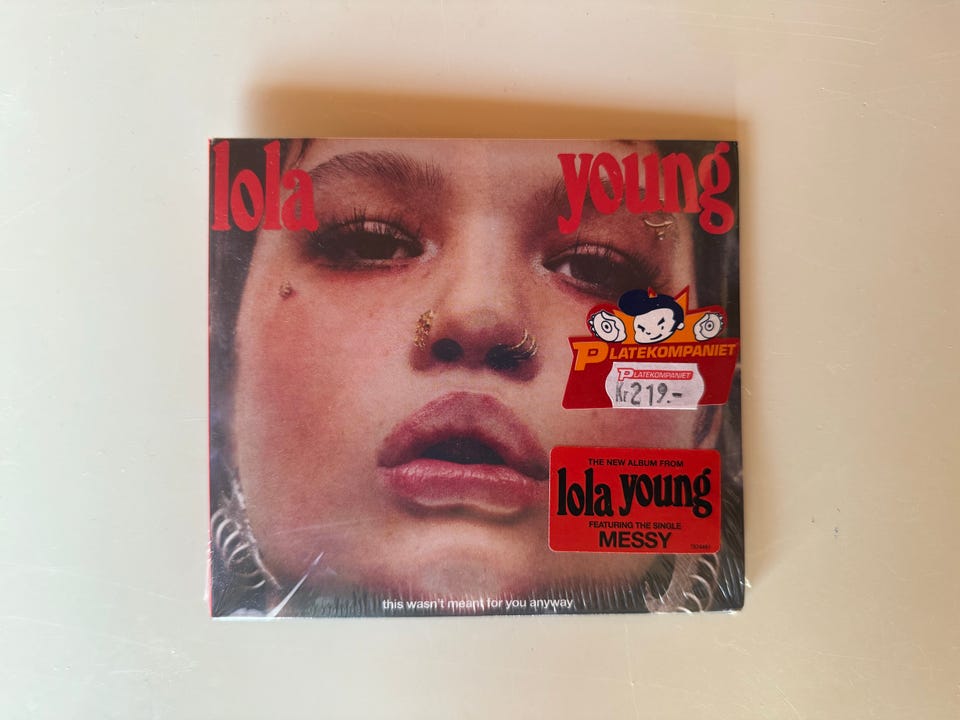 lola young
PLATEKOMPANIET
PLATEKOMPANIET
Kr 219.-
THE NEW ALBUM FROM
lola young
FEATURING THE SINGLE
MESSY
this wasn't meant for you anyway